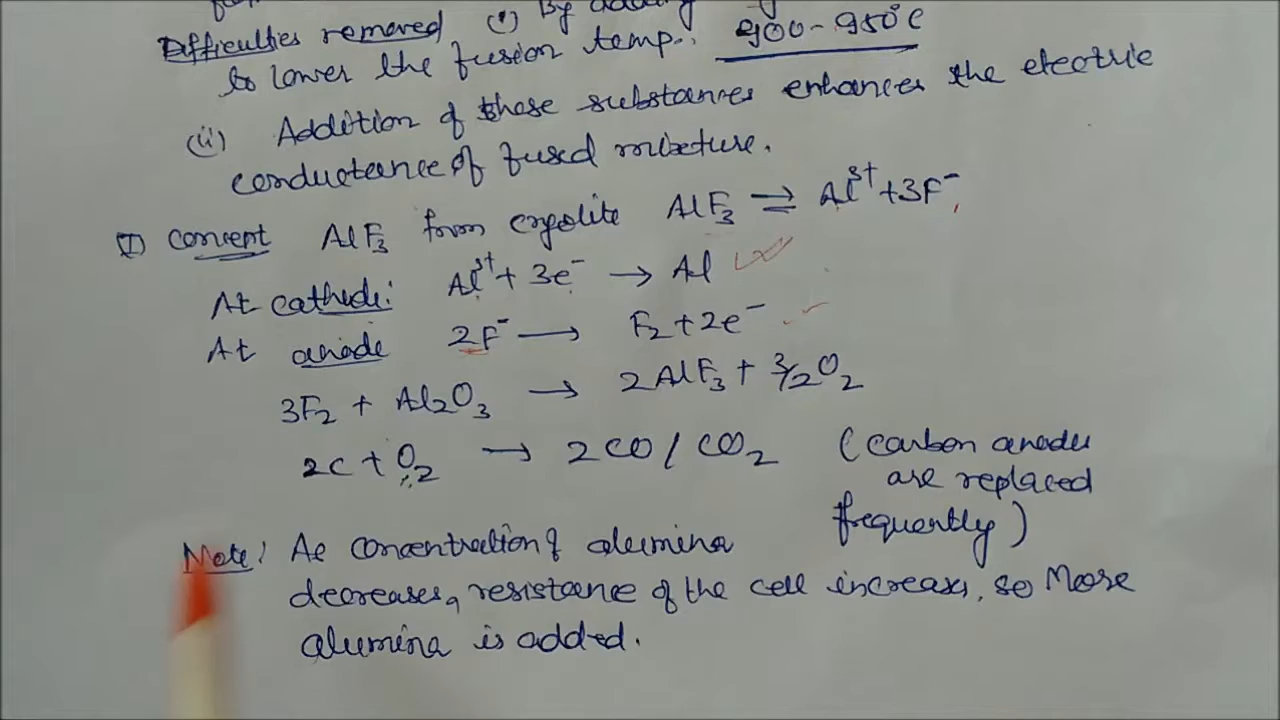 (i) By adding
Difficulties removed
to lower the fusion temp. 900-950°C
(ii) Addition of these substances enhances the electric
conductance of fused mixture.
I) concept AlF₃ from cryolite AlF₃ ⇌ Al³⁺+3F⁻
At cathode: Al³⁺+ 3e⁻ → Al
At anode 2F⁻ → F₂+2e⁻
3F₂ + Al₂O₃ → 2AlF₃ + 3/2O₂
2C + O₂ → 2CO/CO₂ (carbon anodes
are replaced
frequently)
Note: As concentration of alumina
decreases, resistance of the cell increases, so More
alumina is added.